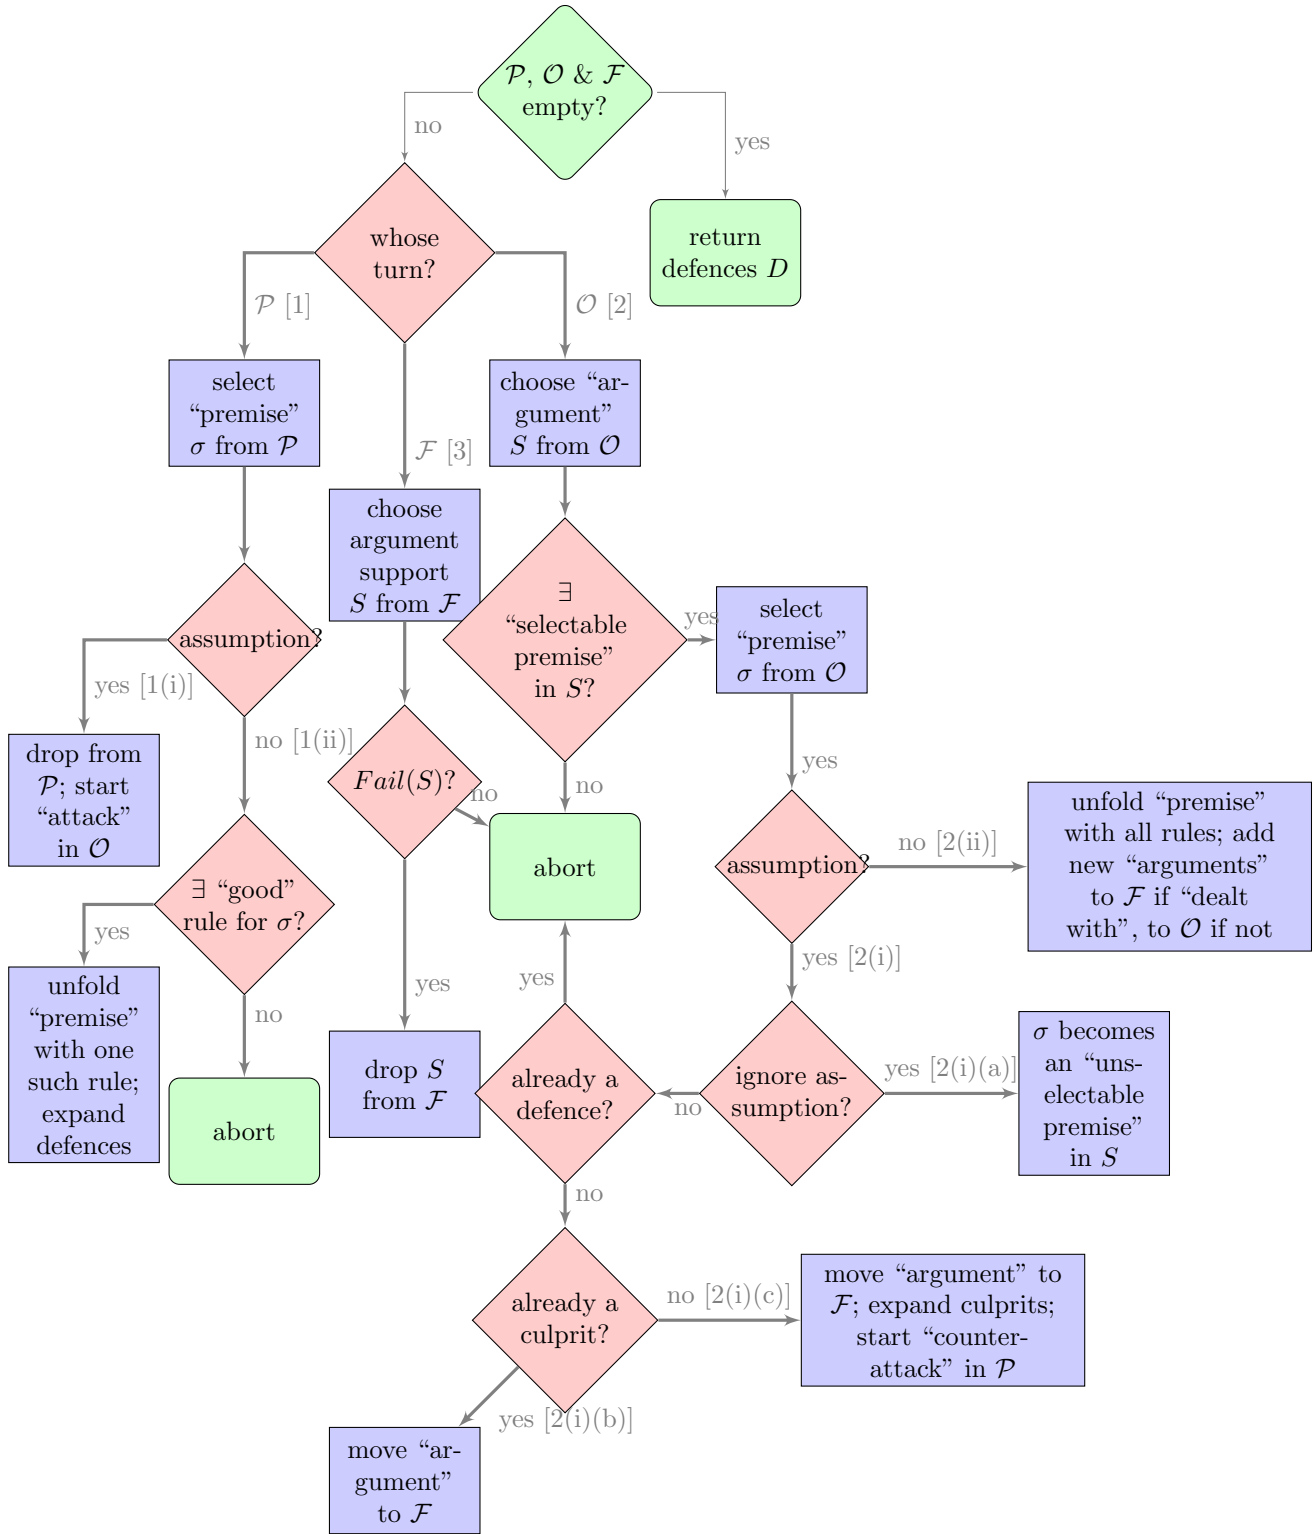 𝒫, 𝒪 & ℱ
empty?
no
yes
whose
turn?
return
defences D
𝒫 [1]
𝒪 [2]
ℱ [3]
select
“premise”
σ from 𝒫
choose “ar-
gument”
S from 𝒪
choose
argument
support
S from ℱ
∃
“selectable
premise”
in S?
yes
select
“premise”
σ from 𝒪
assumption?
yes [1(i)]
no [1(ii)]
drop from
𝒫; start
“attack”
in 𝒪
Fail(S)?
no
no
yes
abort
assumption?
no [2(ii)]
unfold “premise”
with all rules; add
new “arguments”
to ℱ if “dealt
with”, to 𝒪 if not
∃ “good”
rule for σ?
yes
no
unfold
“premise”
with one
such rule;
expand
defences
abort
yes
yes
yes [2(i)]
drop S
from ℱ
already a
defence?
no
ignore as-
sumption?
yes [2(i)(a)]
σ becomes
an “uns-
electable
premise”
in S
no
already a
culprit?
no [2(i)(c)]
move “argument” to
ℱ; expand culprits;
start “counter-
attack” in 𝒫
yes [2(i)(b)]
move “ar-
gument”
to ℱ